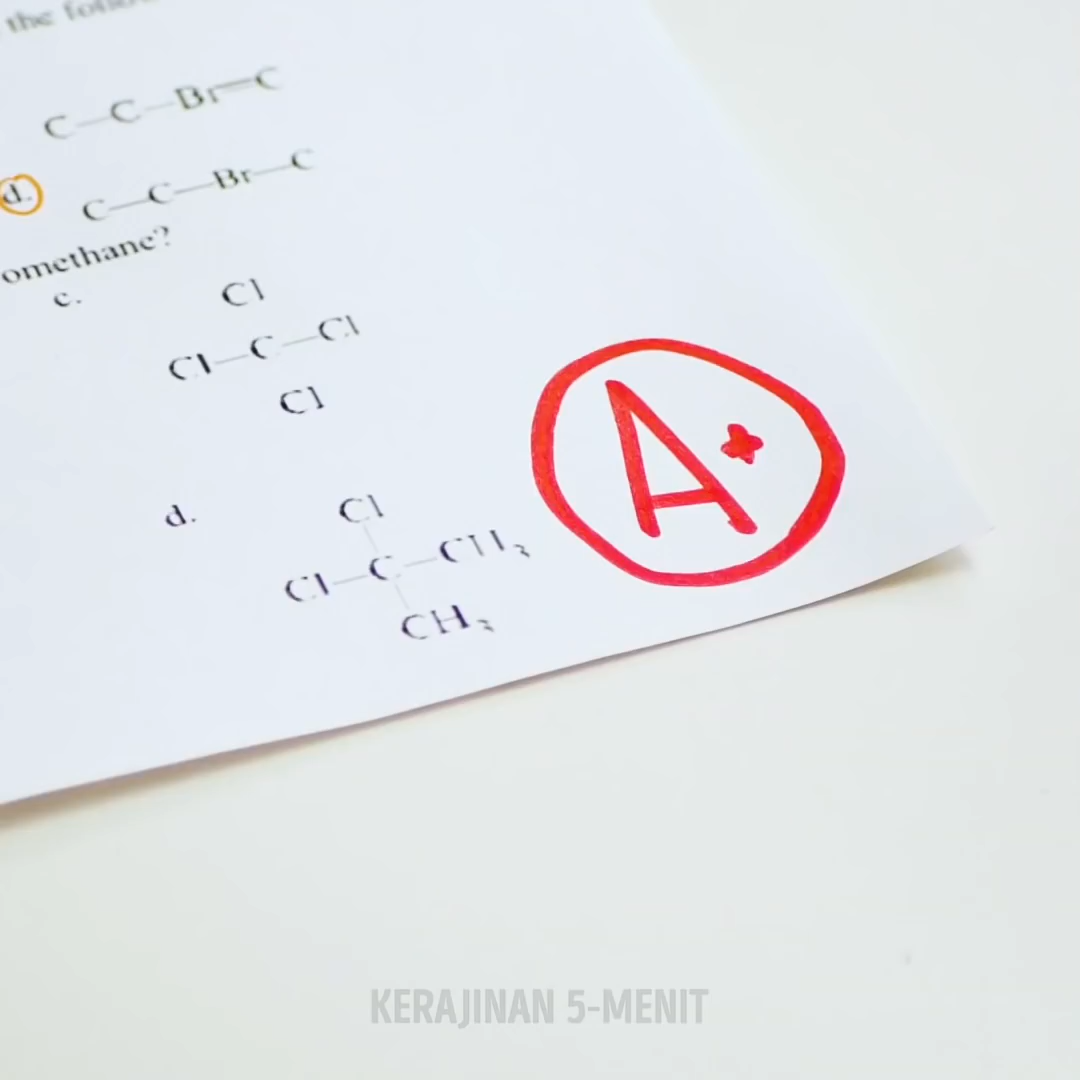 the
C—C—Br=C
d. C—C—Br—C
omethane?
c.
Cl
Cl—C—Cl
Cl
d.
Cl
Cl—C—CH₃
CH₃
A+
KERAJINAN 5-MENIT